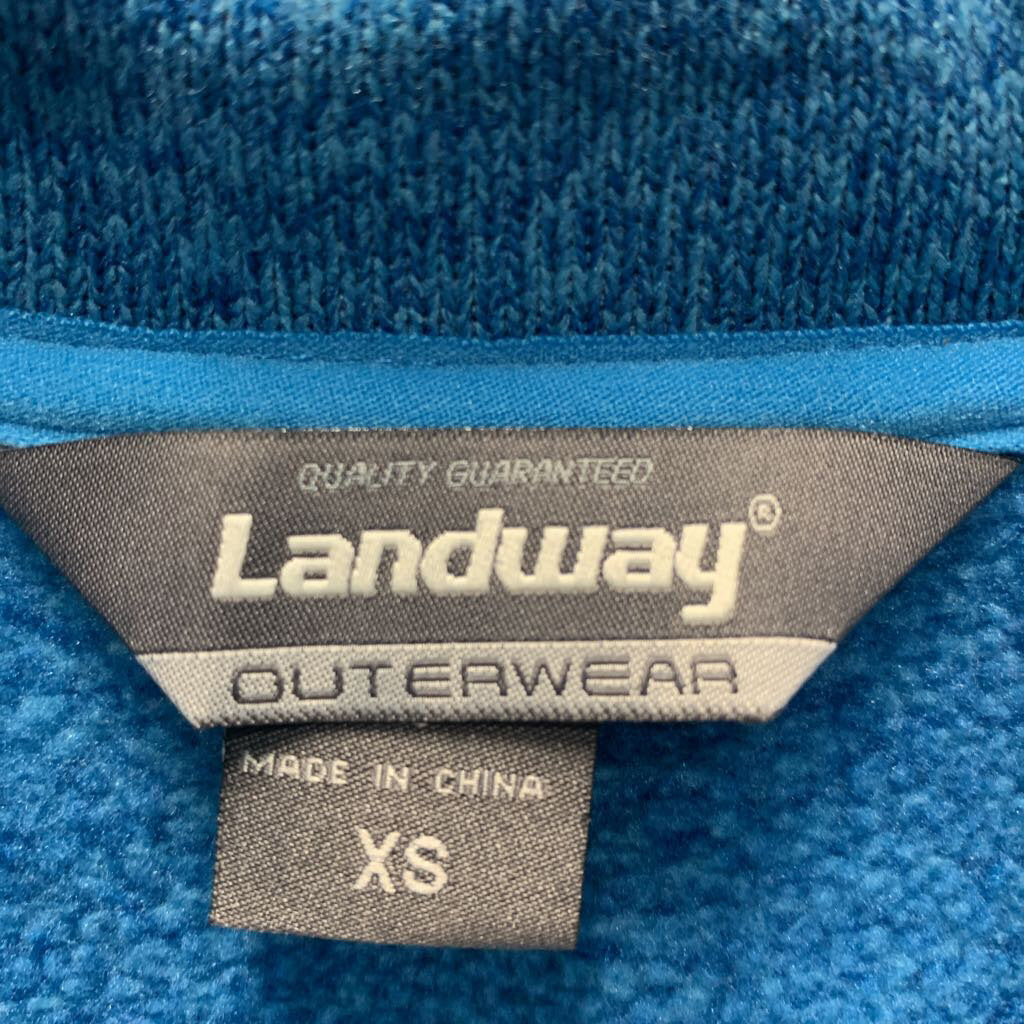 QUALITY GUARANTEED
Landway®
OUTERWEAR
MADE IN CHINA
XS